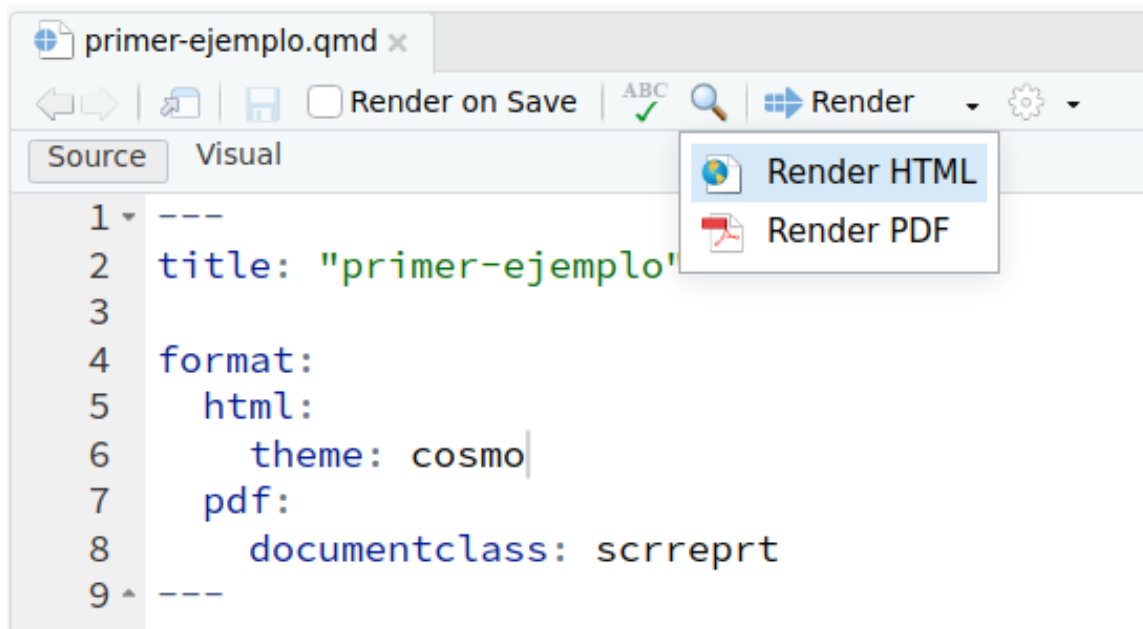 primer-ejemplo.qmd
Render on Save ABC Render
Source Visual
Render HTML
Render PDF
1 ---
2 title: "primer-ejemplo"
3
4 format:
5 html:
6 theme: cosmo
7 pdf:
8 documentclass: scrreprt
9 ---